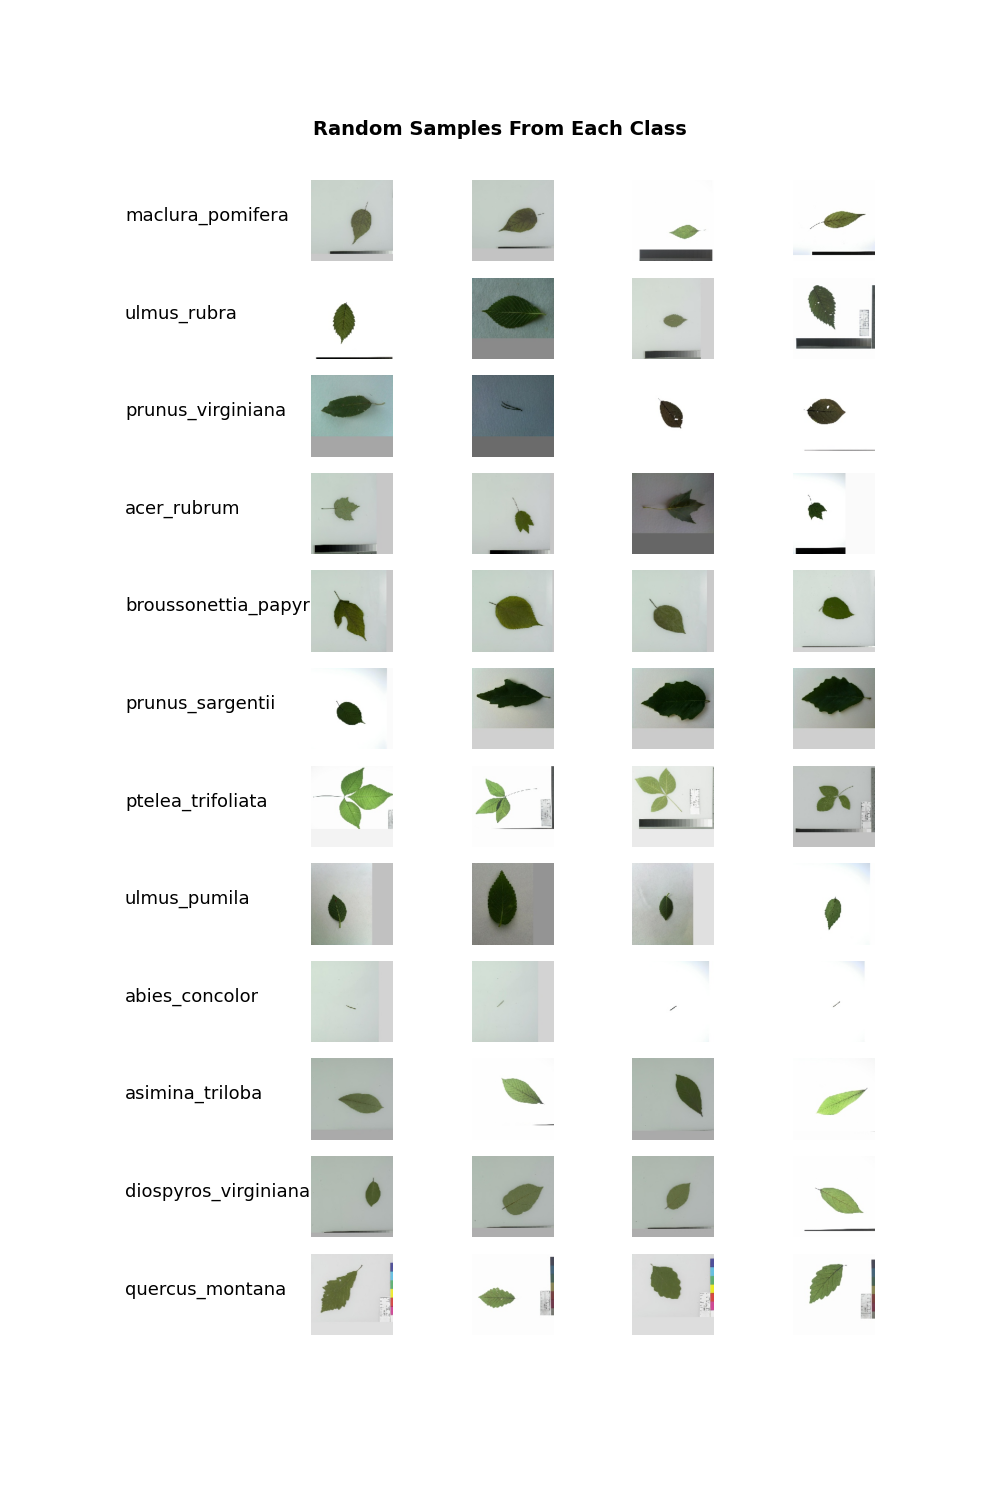 Random Samples From Each Class
maclura_pomifera
ulmus_rubra
prunus_virginiana
acer_rubrum
broussonettia_papyr
prunus_sargentii
ptelea_trifoliata
ulmus_pumila
abies_concolor
asimina_triloba
diospyros_virginiana
quercus_montana